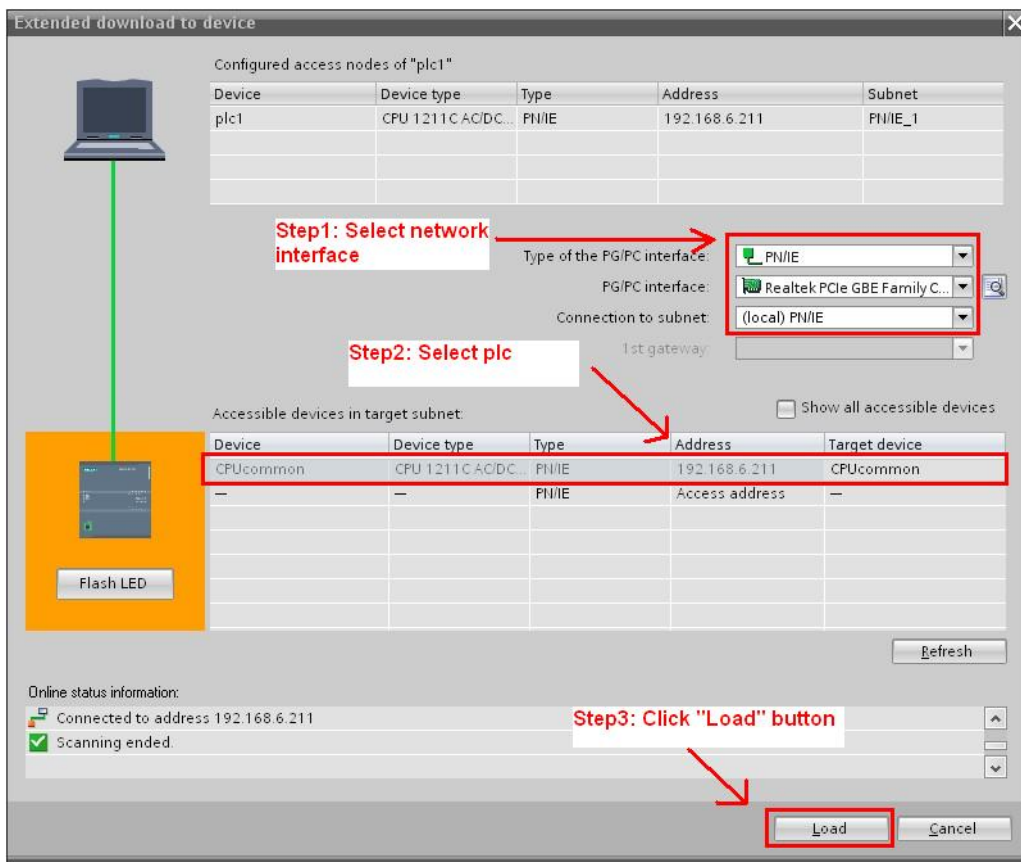 Extended download to device
Configured access nodes of "plc1"
Device Device type Type Address Subnet
plc1 CPU 1211C AC/DC... PN/IE 192.168.6.211 PN/IE_1
Step1: Select network
interface
Type of the PG/PC interface: PN/IE
PG/PC interface: Realtek PCIe GBE Family C...
Connection to subnet: (local) PN/IE
1st gateway:
Step2: Select plc
Show all accessible devices
Accessible devices in target subnet:
Device Device type Type Address Target device
CPUcommon CPU 1211C AC/DC... PN/IE 192.168.6.211 CPUcommon
— — PN/IE Access address —
Flash LED
Refresh
Online status information:
Connected to address 192.168.6.211
Scanning ended.
Step3: Click "Load" button
Load Cancel